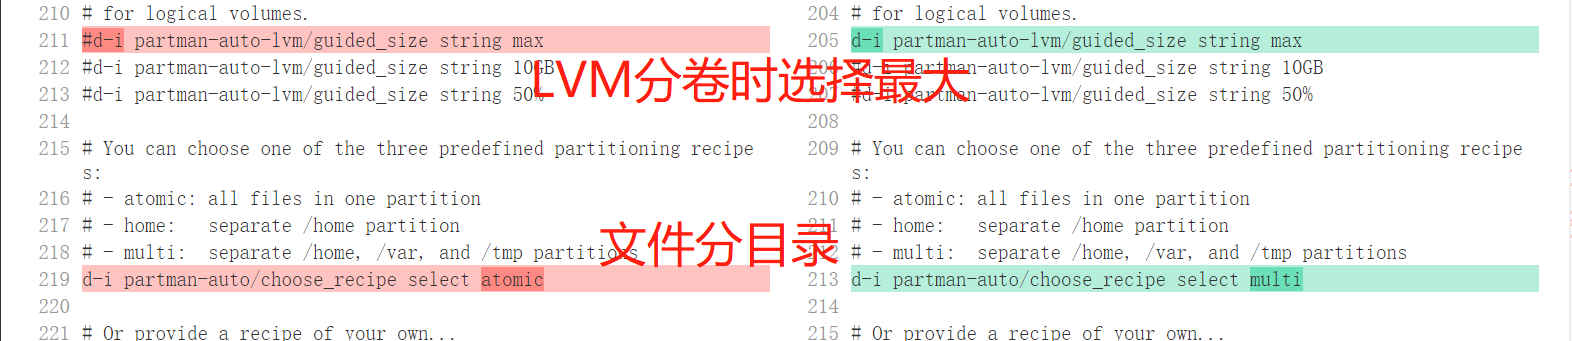 210 # for logical volumes.
211 #d-i partman-auto-lvm/guided_size string max
212 #d-i partman-auto-lvm/guided_size string 10GB
213 #d-i partman-auto-lvm/guided_size string 50%
214
215 # You can choose one of the three predefined partitioning recipe
s:
216 # - atomic: all files in one partition
217 # - home:   separate /home partition
218 # - multi:  separate /home, /var, and /tmp partitions
219 d-i partman-auto/choose_recipe select atomic
220
221 # Or provide a recipe of your own...
LVM分卷时选择最大
文件分目录
204 # for logical volumes.
205 d-i partman-auto-lvm/guided_size string max
206 #d-i partman-auto-lvm/guided_size string 10GB
207 #d-i partman-auto-lvm/guided_size string 50%
208
209 # You can choose one of the three predefined partitioning recipe
s:
210 # - atomic: all files in one partition
211 # - home:   separate /home partition
212 # - multi:  separate /home, /var, and /tmp partitions
213 d-i partman-auto/choose_recipe select multi
214
215 # Or provide a recipe of your own...